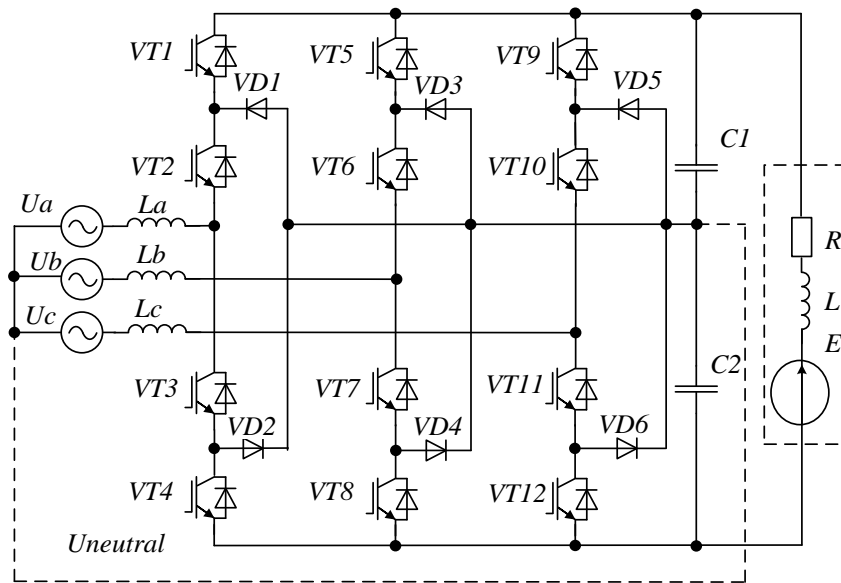 VT1 VT5 VT9
VD1 VD3 VD5
VT2 VT6 VT10 C1
Ua La
Ub Lb
Uc Lc
R
L
E
VT3 VT7 VT11 C2
VD2 VD4 VD6
VT4 VT8 VT12
Uneutral